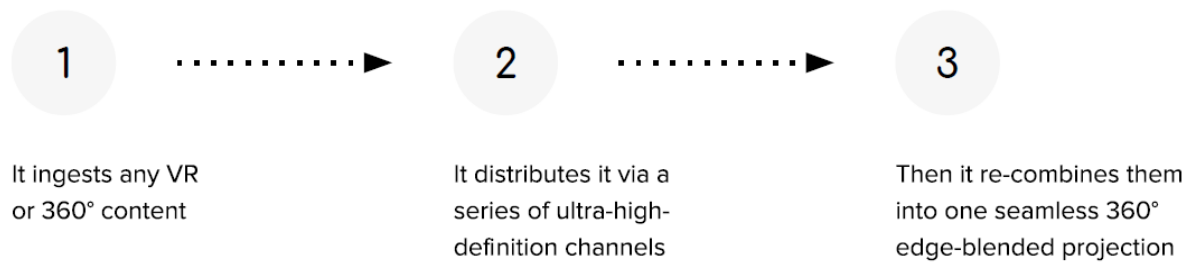 1
2
3
It ingests any VR
or 360° content
It distributes it via a
series of ultra-high-
definition channels
Then it re-combines them
into one seamless 360°
edge-blended projection